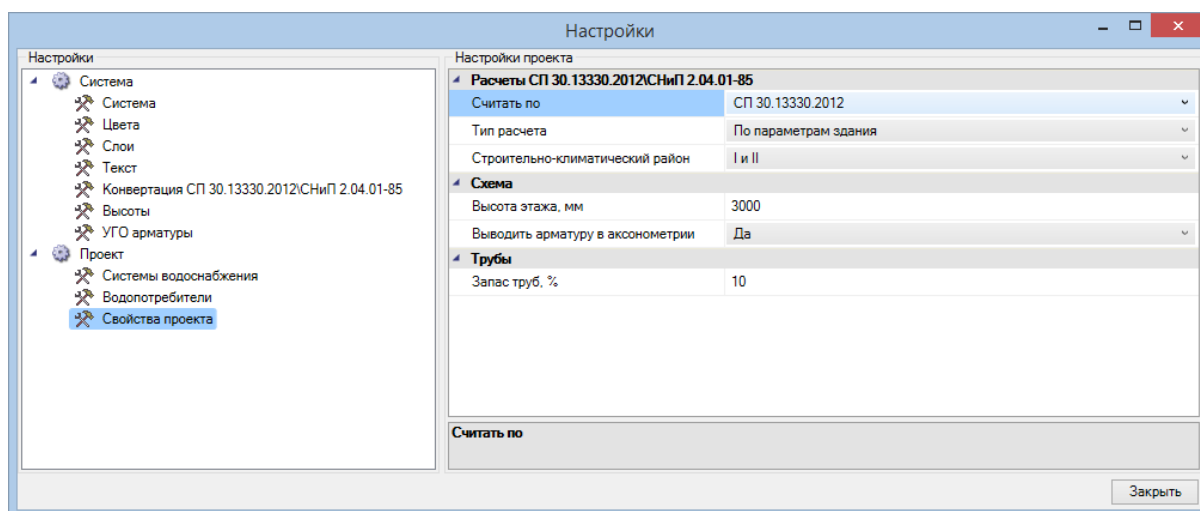 Настройки
Настройки
Система
Система
Цвета
Слои
Текст
Конвертация СП 30.13330.2012\СНиП 2.04.01-85
Высоты
УГО арматуры
Проект
Системы водоснабжения
Водопотребители
Свойства проекта
Настройки проекта
Расчеты СП 30.13330.2012\СНиП 2.04.01-85
Считать по СП 30.13330.2012
Тип расчета По параметрам здания
Строительно-климатический район I и II
Схема
Высота этажа, мм 3000
Выводить арматуру в аксонометрии Да
Трубы
Запас труб, % 10
Считать по
Закрыть